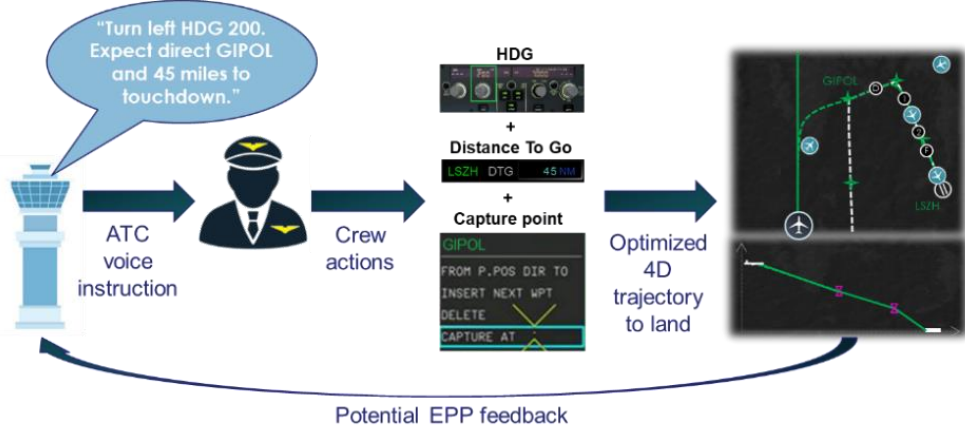 “Turn left HDG 200.
Expect direct GIPOL
and 45 miles to
touchdown.”
ATC
voice
instruction
Crew
actions
HDG
+
Distance To Go
LSZH DTG 45 NM
+
Capture point
GIPOL
FROM P.POS DIR TO
INSERT NEXT WPT
DELETE
CAPTURE AT
Optimized
4D
trajectory
to land
GIPOL
D
1
2
F
LSZH
Potential EPP feedback